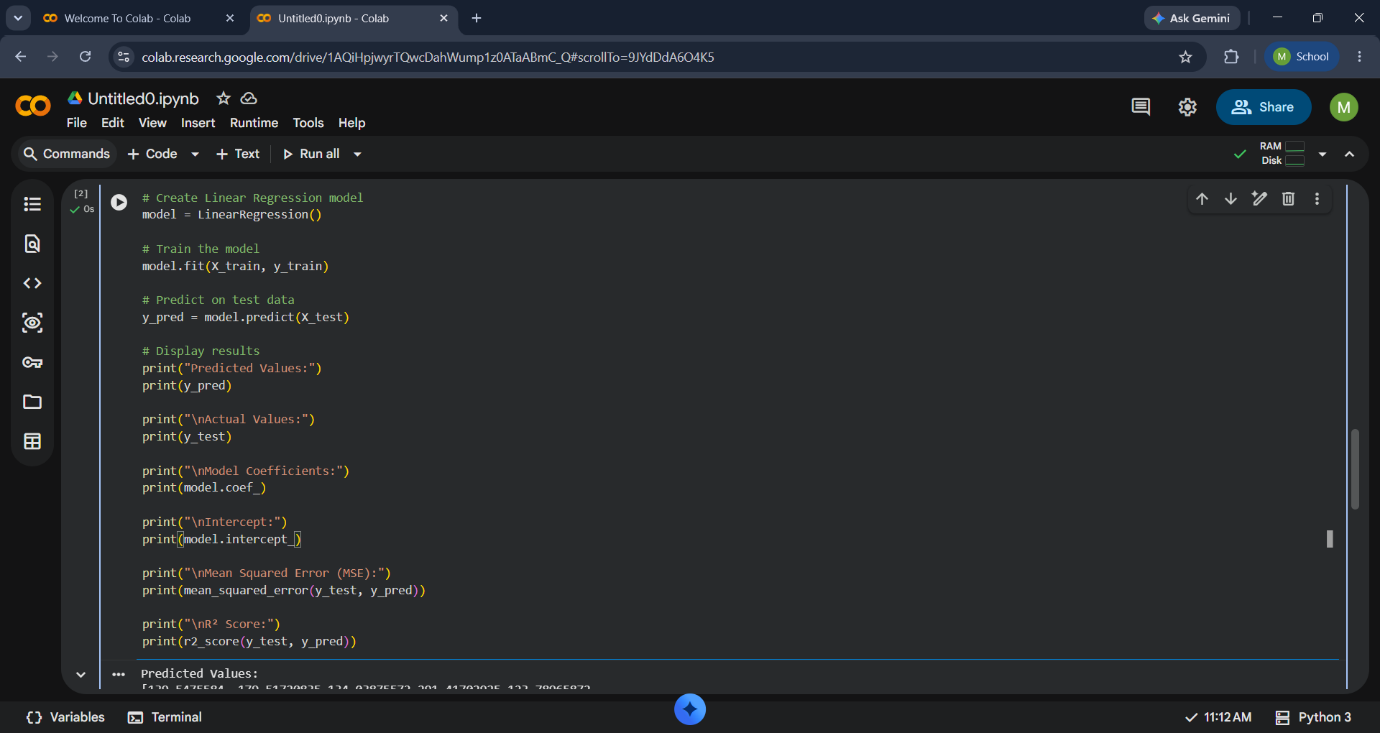 Welcome To Colab - Colab
Untitled0.ipynb - Colab
Ask Gemini
colab.research.google.com/drive/1AQiHpjwyrTQwcDahWump1z0ATaABmC_Q#scrollTo=9JYdDdA6O4K5
M School
Untitled0.ipynb
File Edit View Insert Runtime Tools Help
Share
M
Commands + Code + Text Run all
RAM
Disk
[2]
0s
# Create Linear Regression model
model = LinearRegression()
# Train the model
model.fit(X_train, y_train)
# Predict on test data
y_pred = model.predict(X_test)
# Display results
print("Predicted Values:")
print(y_pred)
print("\nActual Values:")
print(y_test)
print("\nModel Coefficients:")
print(model.coef_)
print("\nIntercept:")
print(model.intercept_)
print("\nMean Squared Error (MSE):")
print(mean_squared_error(y_test, y_pred))
print("\nR² Score:")
print(r2_score(y_test, y_pred))
Predicted Values:
Variables Terminal
11:12 AM Python 3